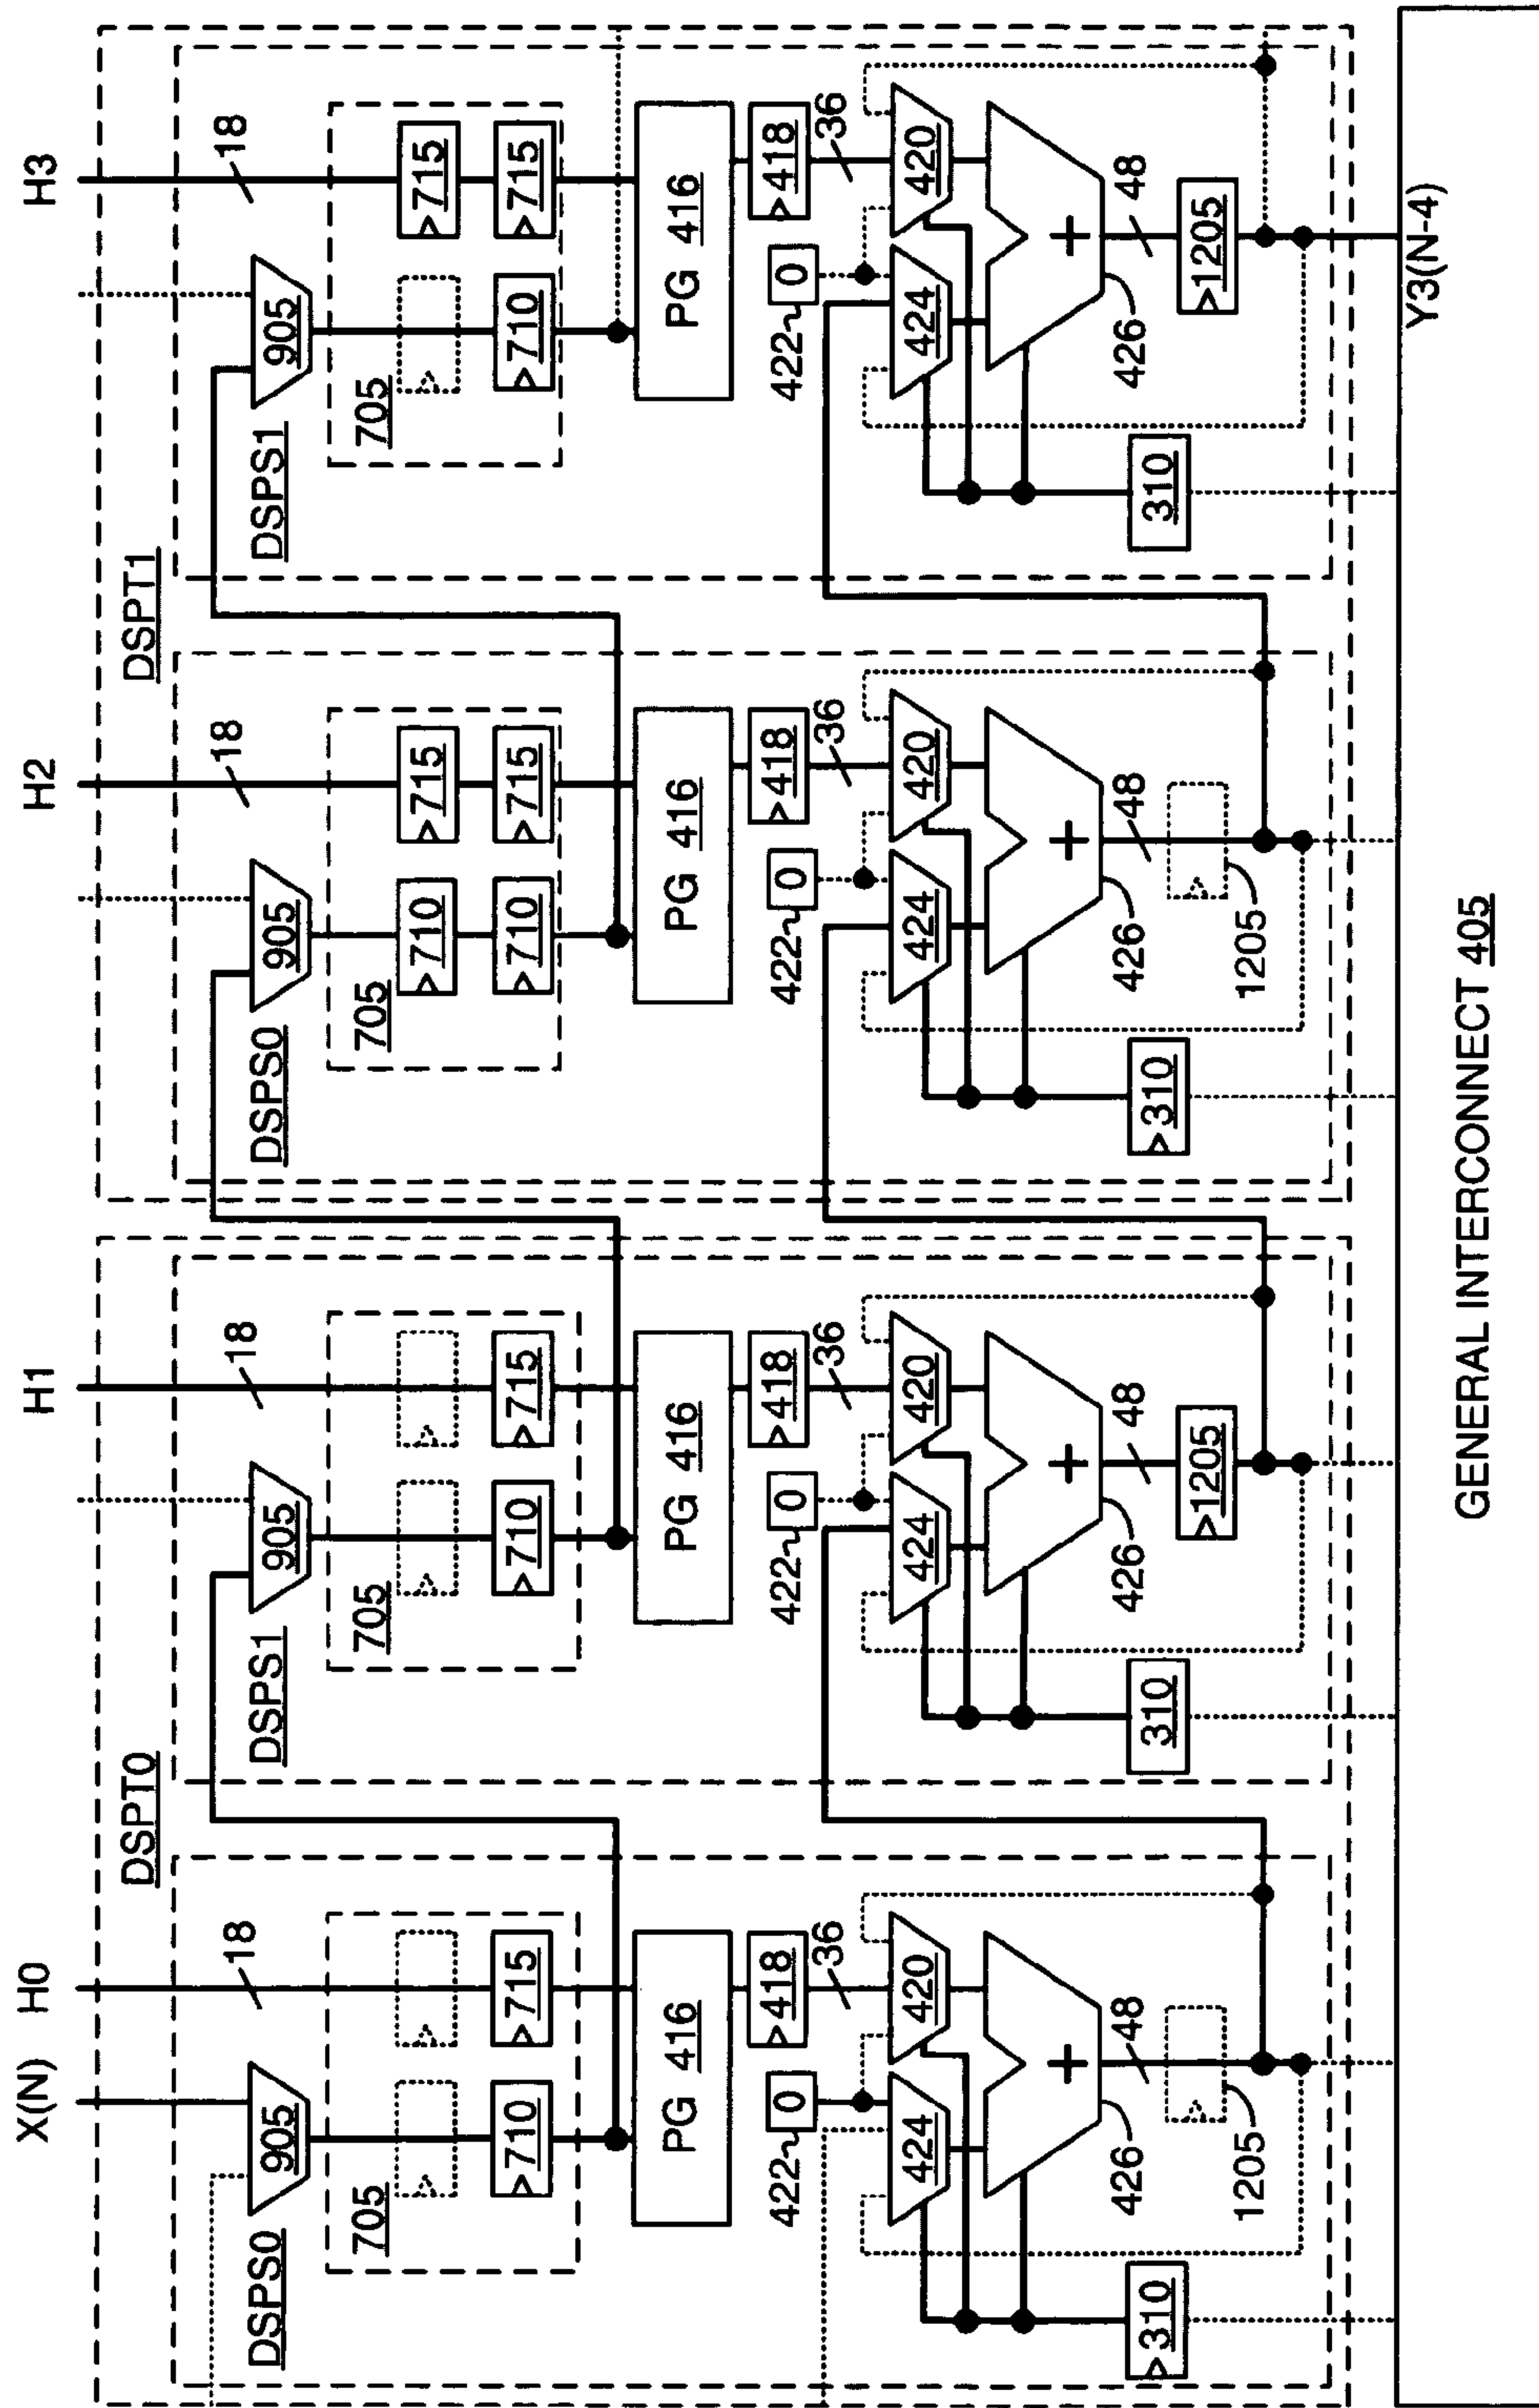 X(N) H0 H1 H2 H3
DSPT0 DSPT1
18 18 18 18
905 905 905 905
DSPS0 DSPS1 DSPS0 DSPS1
710 715 715
705 705 705 705
710 715 710 715 710 715 710 715
PG 416 PG 416 PG 416 PG 416
422 0 418 422 0 418 422 0 418 422 0 418
36 36 36 36
424 420 424 420 424 420 424 420
+ + + +
426 48 426 48 426 48 426 48
310 1205 310 1205 310 1205 310 1205
Y3(N-4)
GENERAL INTERCONNECT 405